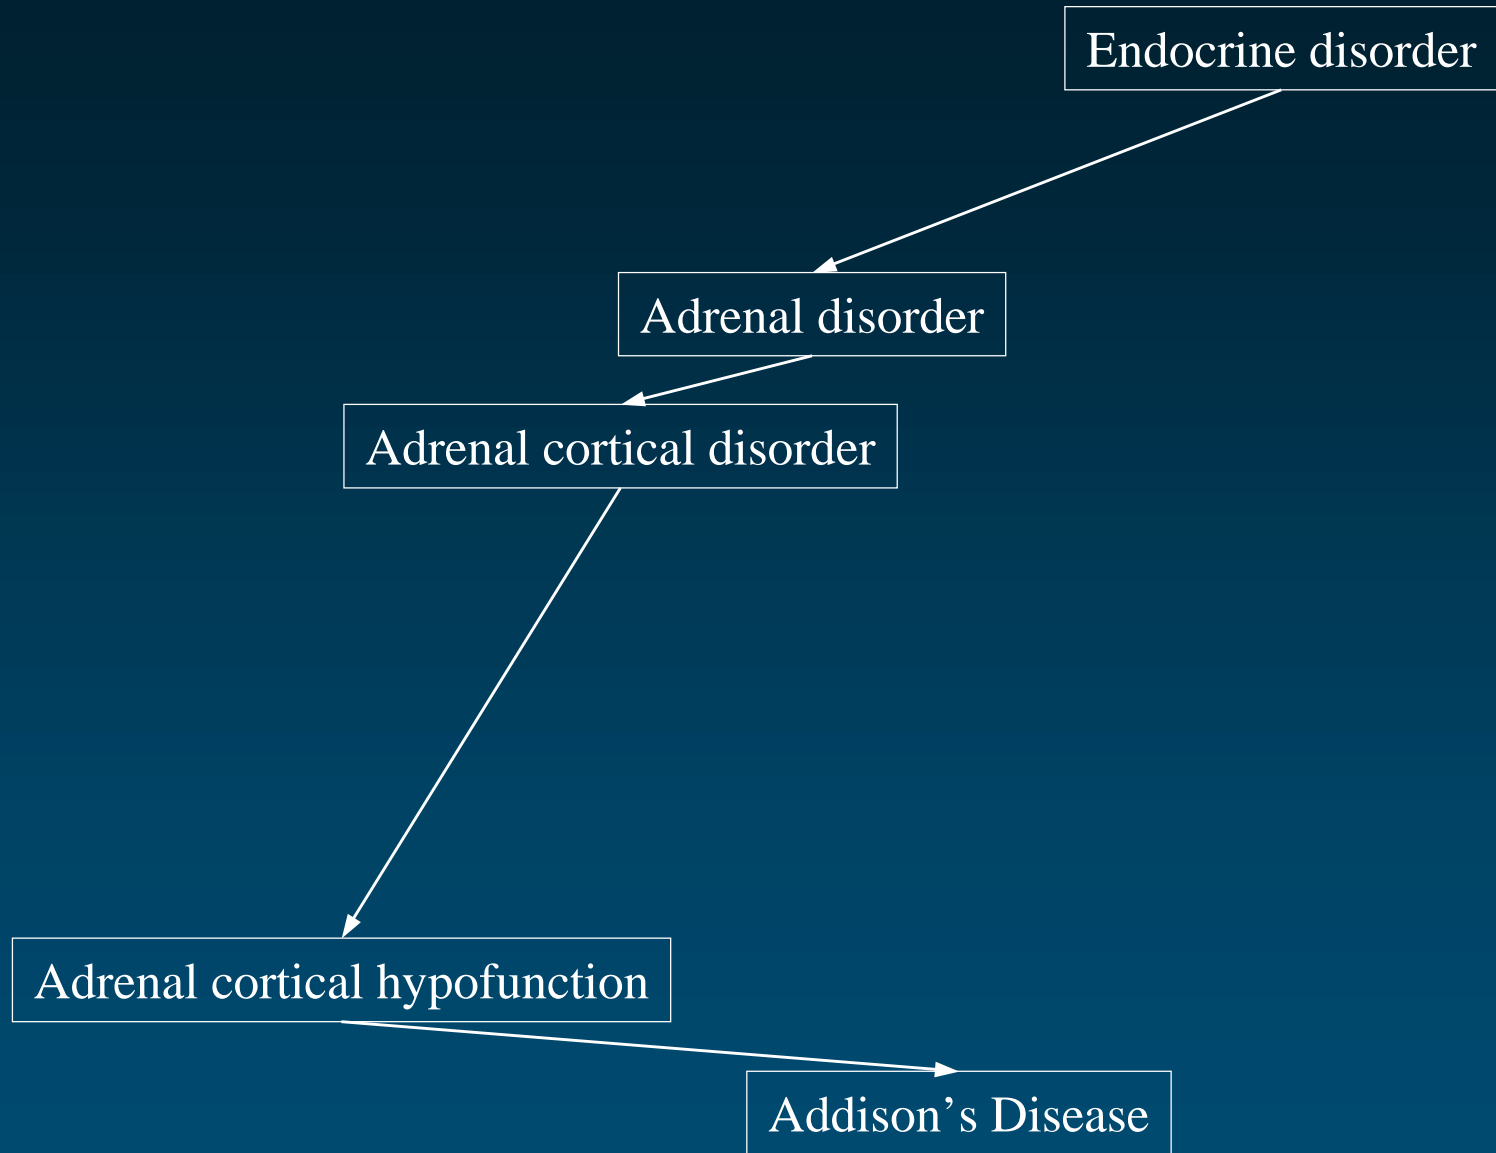 Endocrine disorder
Adrenal disorder
Adrenal cortical disorder
Adrenal cortical hypofunction
Addison’s Disease